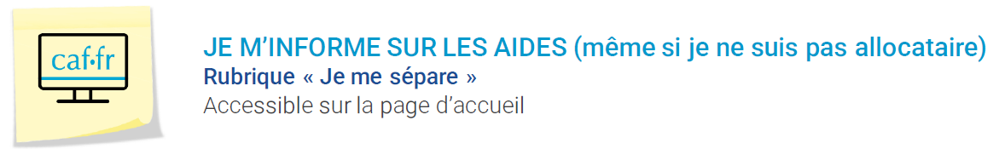 caf.fr
JE M’INFORME SUR LES AIDES (même si je ne suis pas allocataire)
Rubrique « Je me sépare »
Accessible sur la page d’accueil